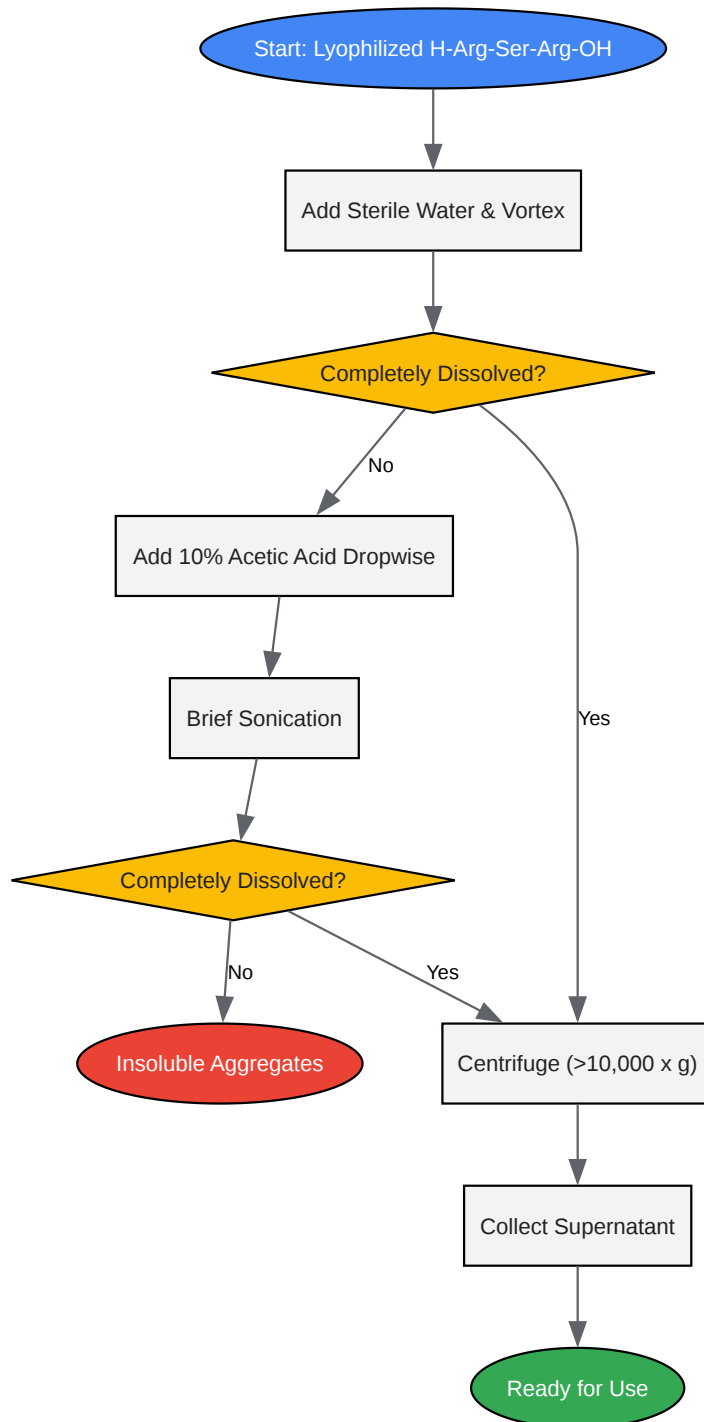 Start: Lyophilized H-Arg-Ser-Arg-OH
Add Sterile Water & Vortex
Completely Dissolved?
No
Add 10% Acetic Acid Dropwise
Brief Sonication
Yes
Completely Dissolved?
No
Yes
Insoluble Aggregates
Centrifuge (>10,000 x g)
Collect Supernatant
Ready for Use